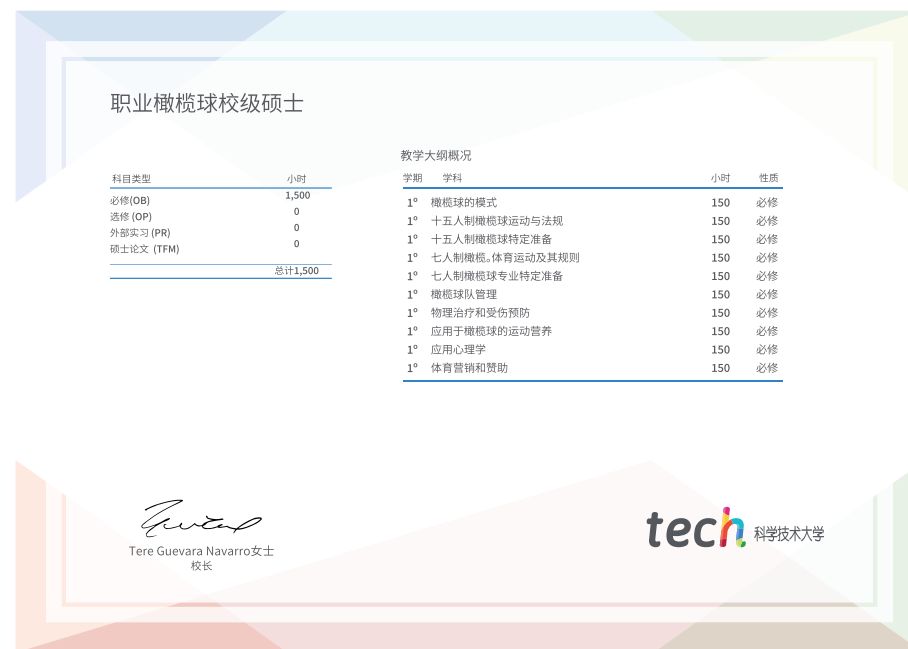 职业橄榄球校级硕士
科目类型 小时
必修(OB) 1,500
选修 (OP) 0
外部实习 (PR) 0
硕士论文 (TFM) 0
总计1,500
教学大纲概况
学期 学科 小时 性质
1º 橄榄球的模式 150 必修
1º 十五人制橄榄球运动与法规 150 必修
1º 十五人制橄榄球特定准备 150 必修
1º 七人制橄榄。体育运动及其规则 150 必修
1º 七人制橄榄球专业特定准备 150 必修
1º 橄榄球队管理 150 必修
1º 物理治疗和受伤预防 150 必修
1º 应用于橄榄球的运动营养 150 必修
1º 应用心理学 150 必修
1º 体育营销和赞助 150 必修
Tere Guevara Navarro女士
校长
tech 科学技术大学